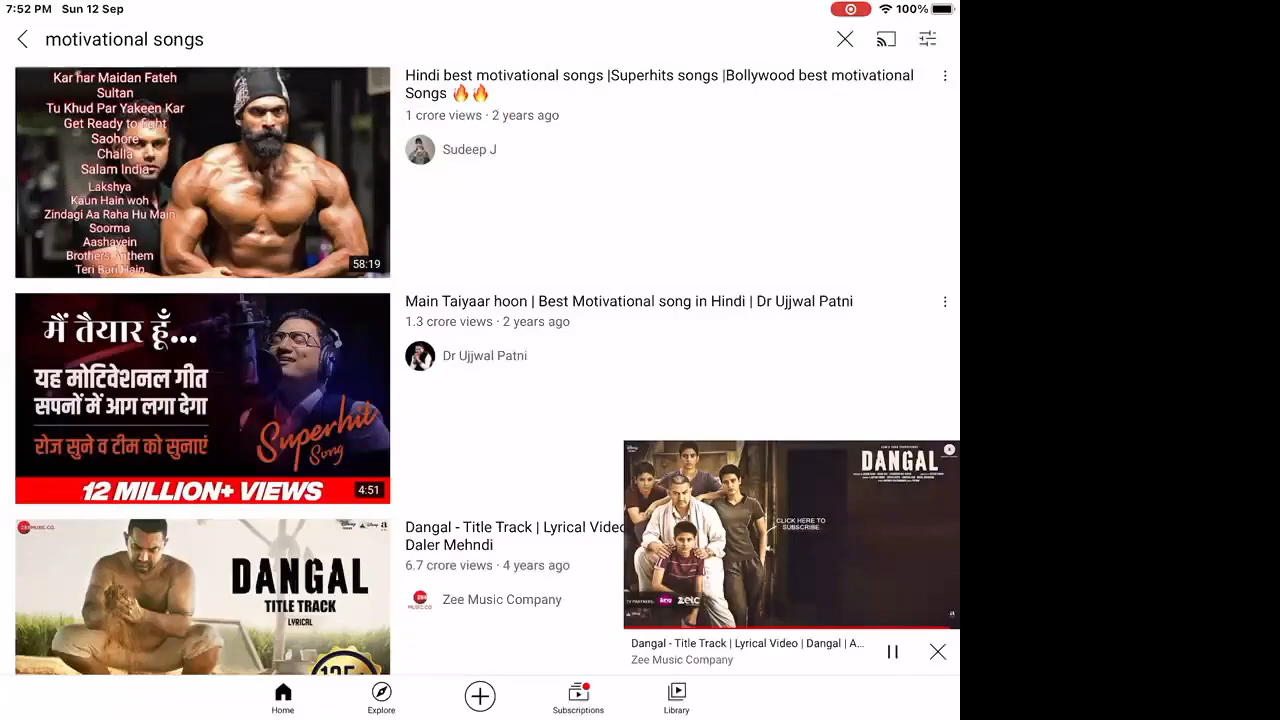 7:52 PM Sun 12 Sep
100%
motivational songs
Kar har Maidan Fateh
Sultan
Tu Khud Par Yakeen Kar
Get Ready to fight
Saohore
Challa
Salam India
Lakshya
Kaun Hain woh
Zindagi Aa Raha Hu Main
Soorma
Aashayein
Brothers Anthem
Teri Bari Hain
58:19
Hindi best motivational songs |Superhits songs |Bollywood best motivational
Songs 🔥🔥
1 crore views · 2 years ago
Sudeep J
मैं तैयार हूँ...
यह मोटिवेशनल गीत
सपनों में आग लगा देगा
रोज सुने व टीम को सुनाएं
Superhit
Song
12 MILLION+ VIEWS
4:51
Main Taiyaar hoon | Best Motivational song in Hindi | Dr Ujjwal Patni
1.3 crore views · 2 years ago
Dr Ujjwal Patni
ZEE MUSIC CO.
DANGAL
TITLE TRACK
LYRICAL
Dangal - Title Track | Lyrical Video
Daler Mehndi
6.7 crore views · 4 years ago
Zee Music Company
DANGAL
CLICK HERE TO
SUBSCRIBE
Dangal - Title Track | Lyrical Video | Dangal | A...
Zee Music Company
Home
Explore
Subscriptions
Library